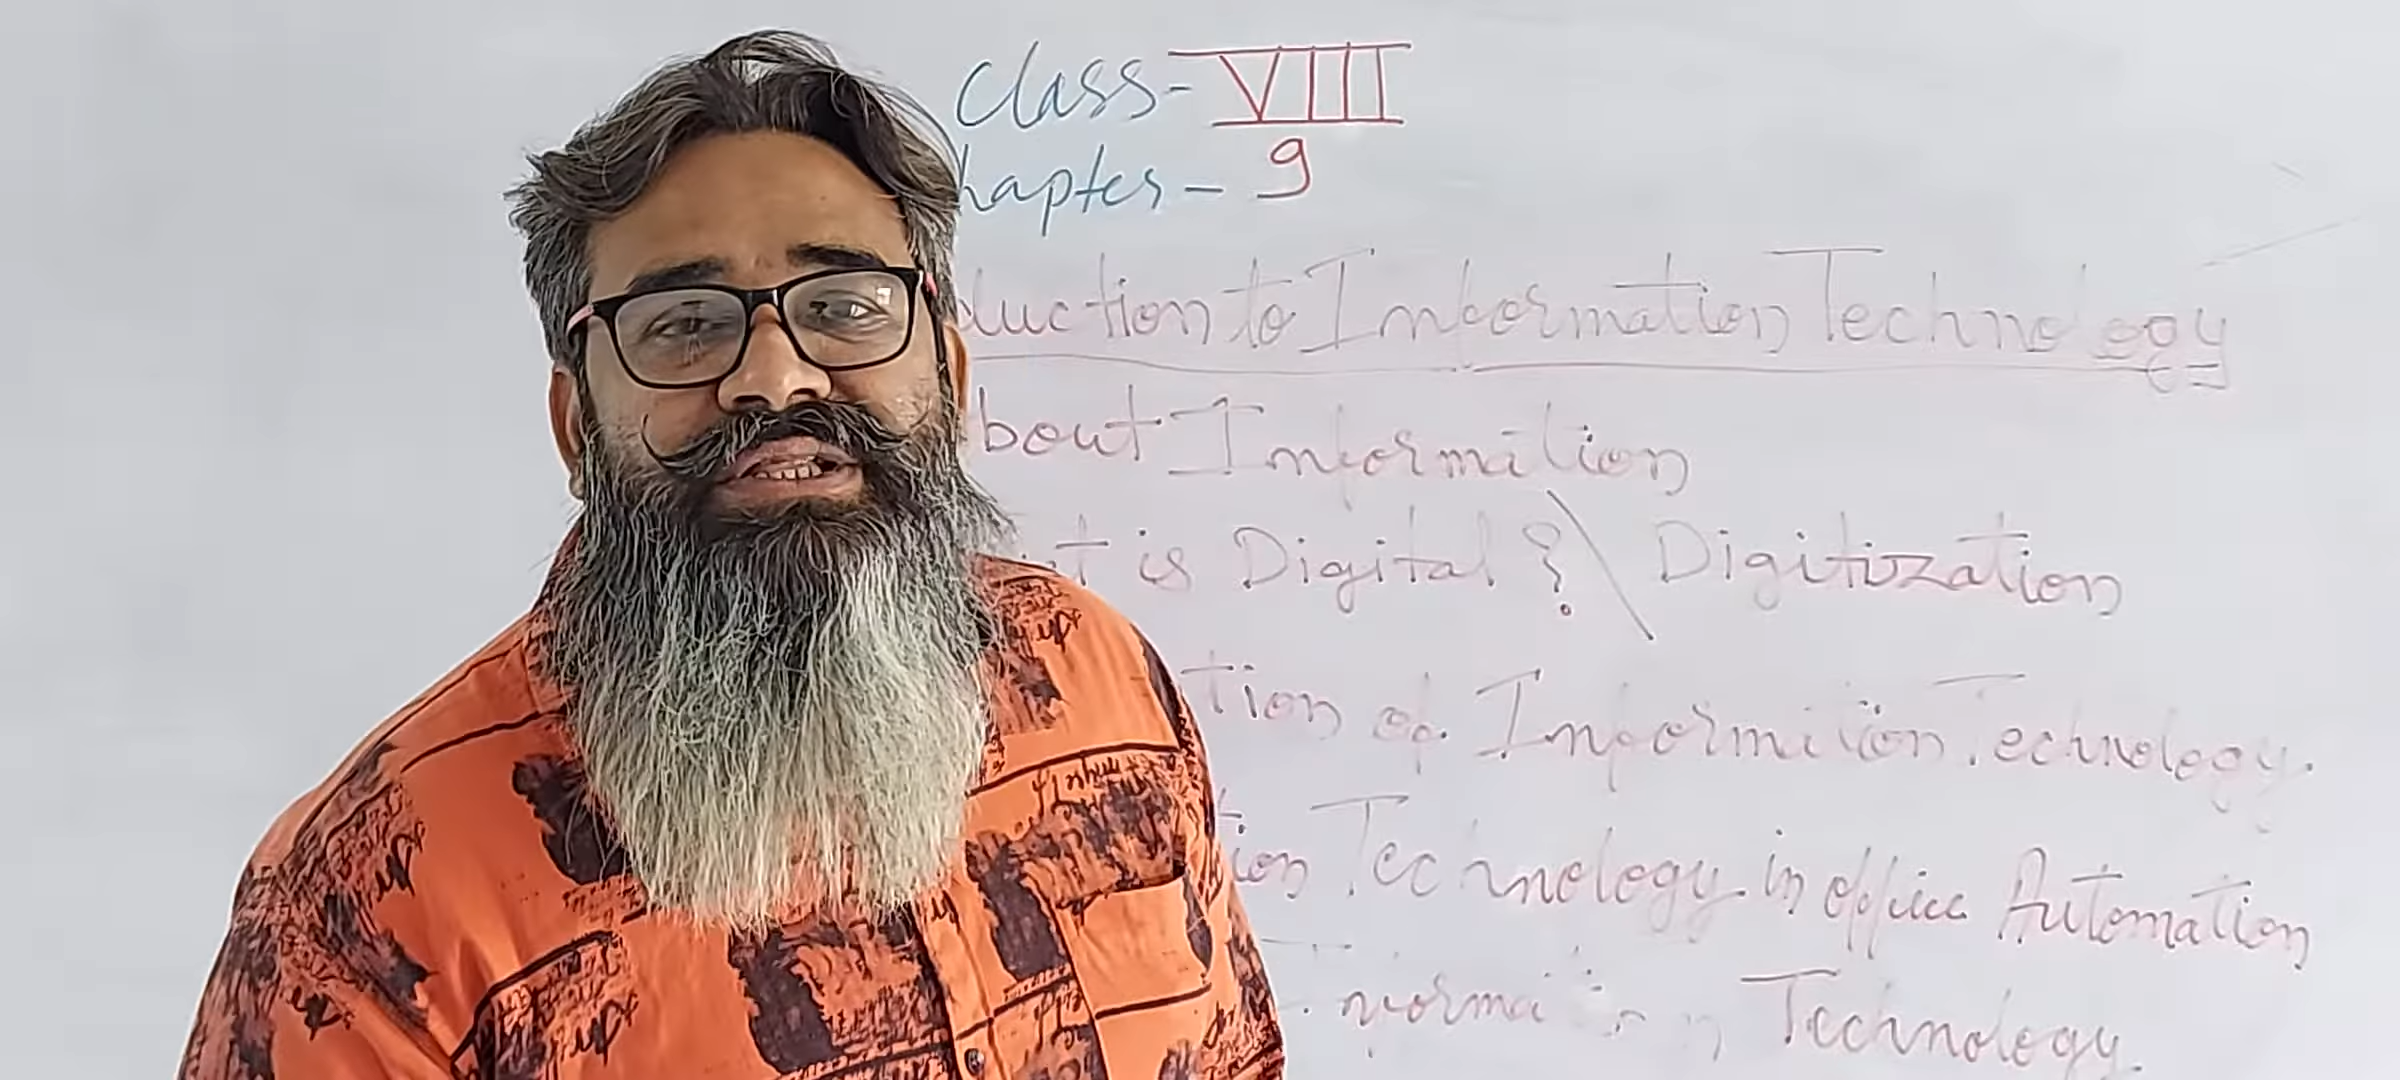 Class- VIII
hapter - 9
duction to Information Technology
bout Information
t is Digital ? \ Digitization
tion of Information Technology.
tion Technology in office Automation
Technology.